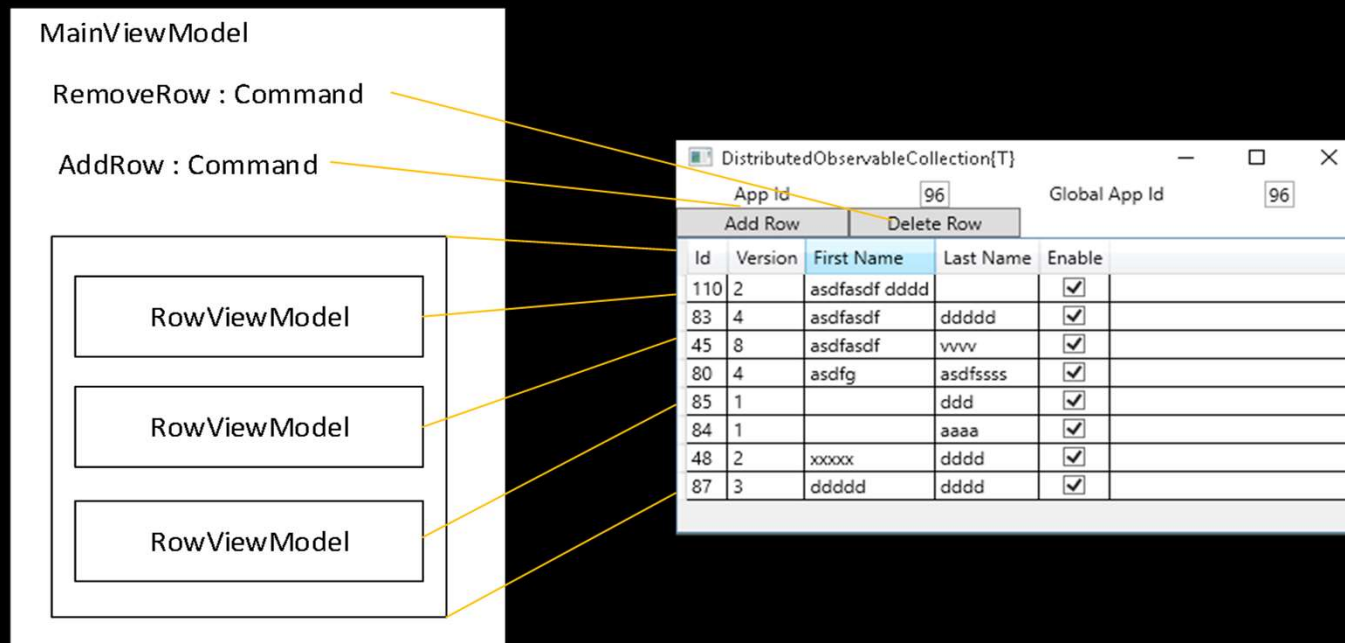 MainViewModel
RemoveRow : Command
AddRow : Command
RowViewModel
RowViewModel
RowViewModel
DistributedObservableCollection{T}
App Id 96 Global App Id 96
Add Row Delete Row
Id Version First Name Last Name Enable
110 2 asdfasdf dddd
83 4 asdfasdf ddddd
45 8 asdfasdf vvvv
80 4 asdfg asdfssss
85 1 ddd
84 1 aaaa
48 2 xxxxx dddd
87 3 ddddd dddd